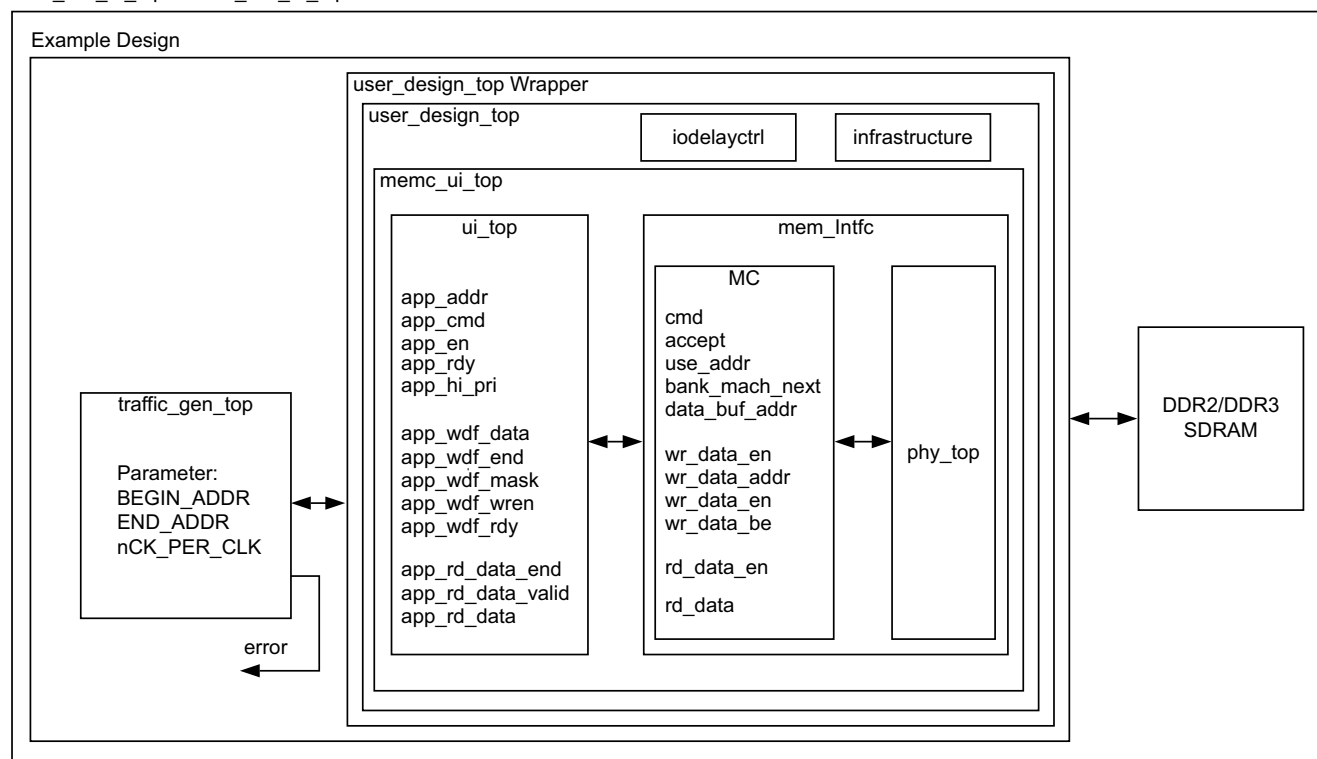 Example Design
user_design_top Wrapper
user_design_top
iodelayctrl
infrastructure
memc_ui_top
ui_top
app_addr
app_cmd
app_en
app_rdy
app_hi_pri
app_wdf_data
app_wdf_end
app_wdf_mask
app_wdf_wren
app_wdf_rdy
app_rd_data_end
app_rd_data_valid
app_rd_data
mem_Intfc
MC
cmd
accept
use_addr
bank_mach_next
data_buf_addr
wr_data_en
wr_data_addr
wr_data_en
wr_data_be
rd_data_en
rd_data
phy_top
traffic_gen_top
Parameter:
BEGIN_ADDR
END_ADDR
nCK_PER_CLK
error
DDR2/DDR3
SDRAM